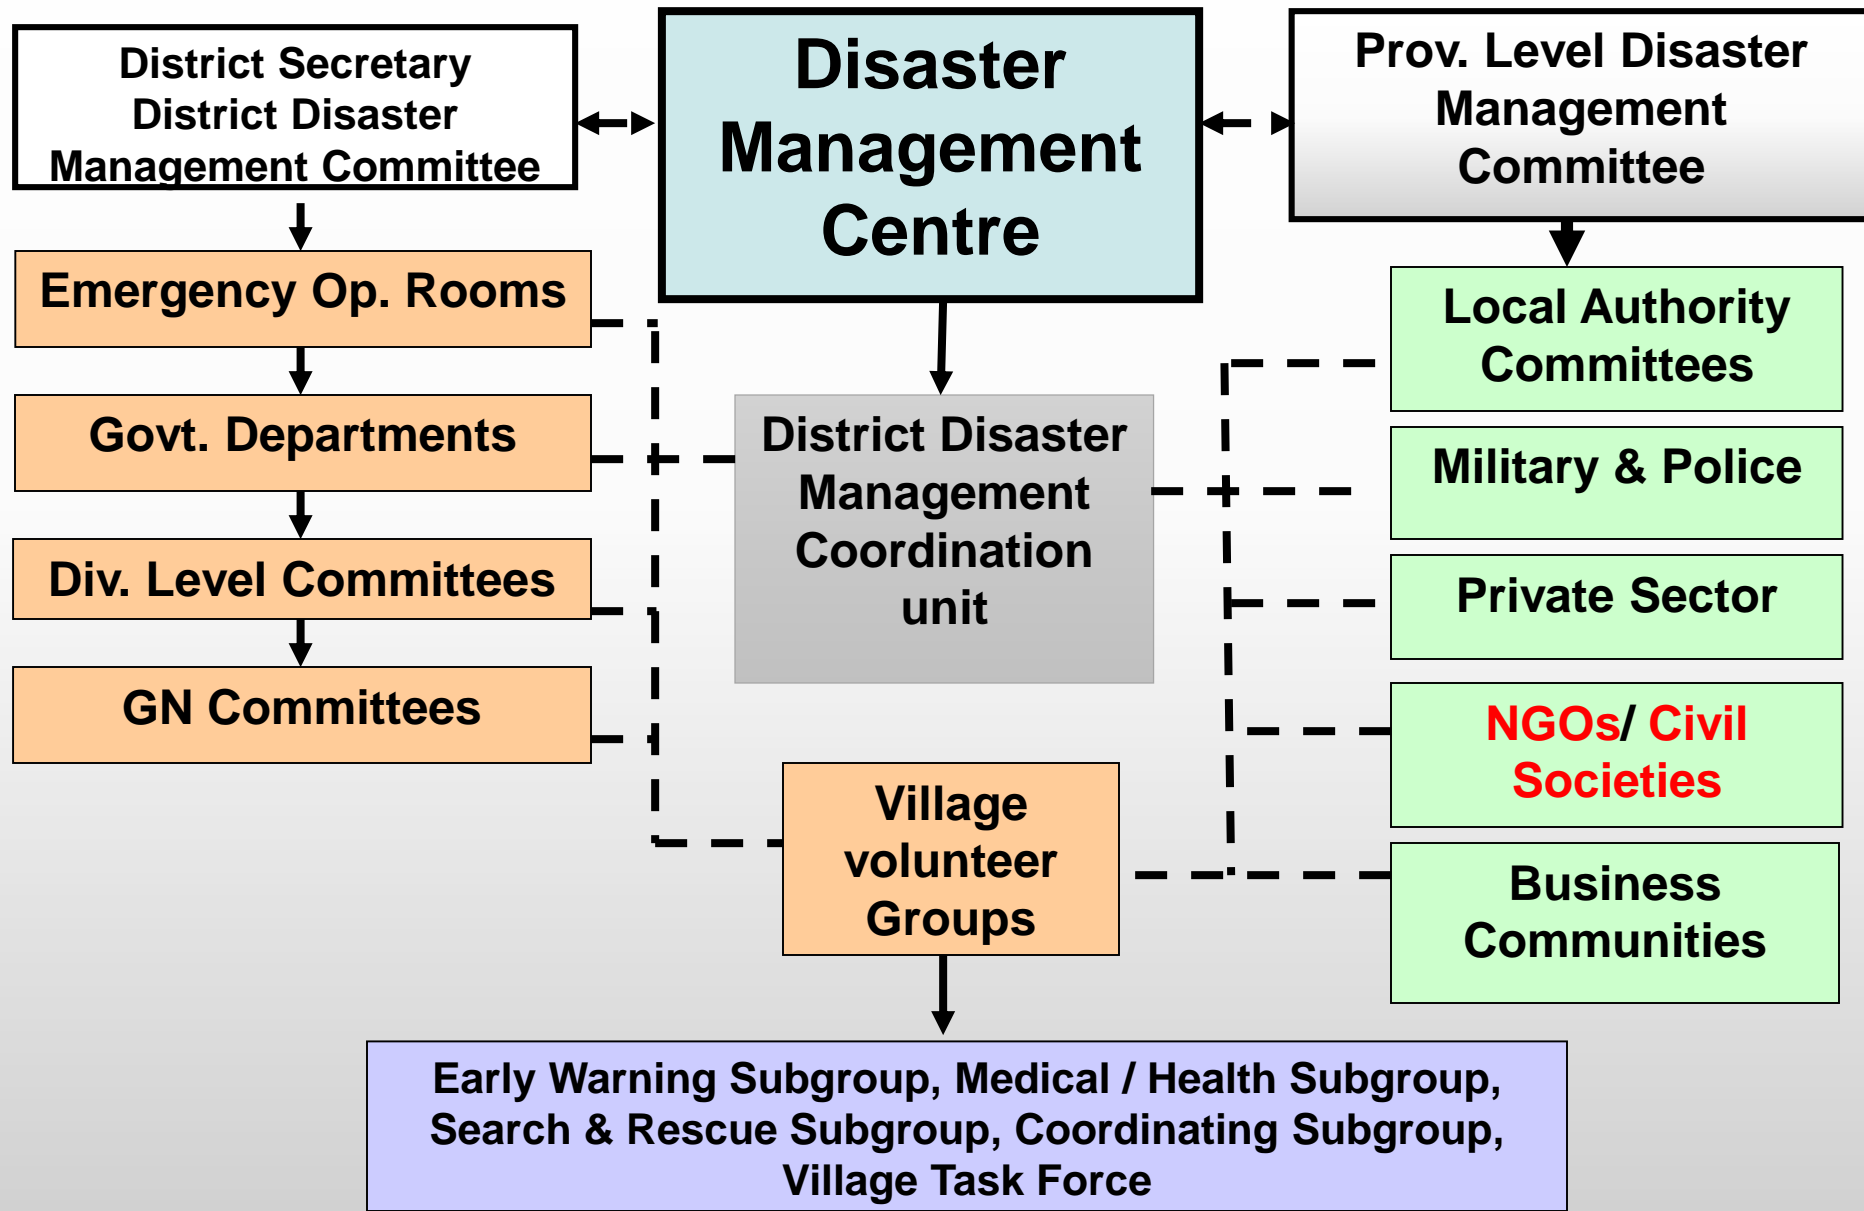 District Secretary
District Disaster
Management Committee
Disaster
Management
Centre
Prov. Level Disaster
Management
Committee
Emergency Op. Rooms
Govt. Departments
Div. Level Committees
GN Committees
District Disaster
Management
Coordination
unit
Village
volunteer
Groups
Local Authority
Committees
Military & Police
Private Sector
NGOs/ Civil
Societies
Business
Communities
Early Warning Subgroup, Medical / Health Subgroup,
Search & Rescue Subgroup, Coordinating Subgroup,
Village Task Force